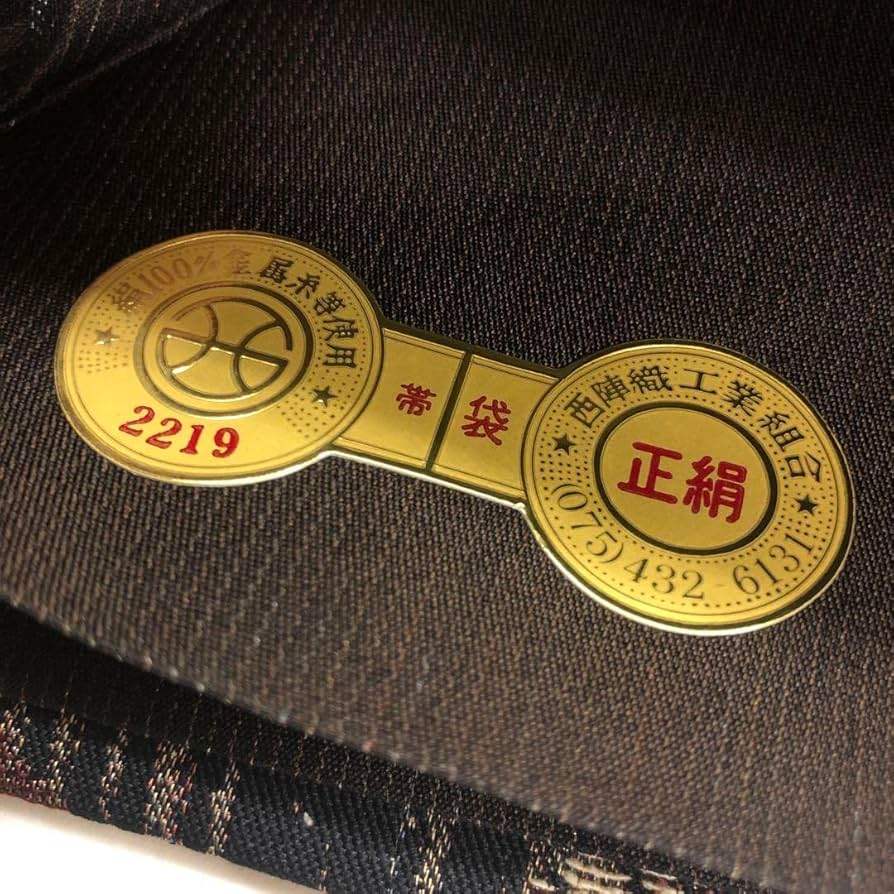 絹100%金属糸等使用
2219
帯
袋
西陣織工業組合
正絹
(075)432 6131